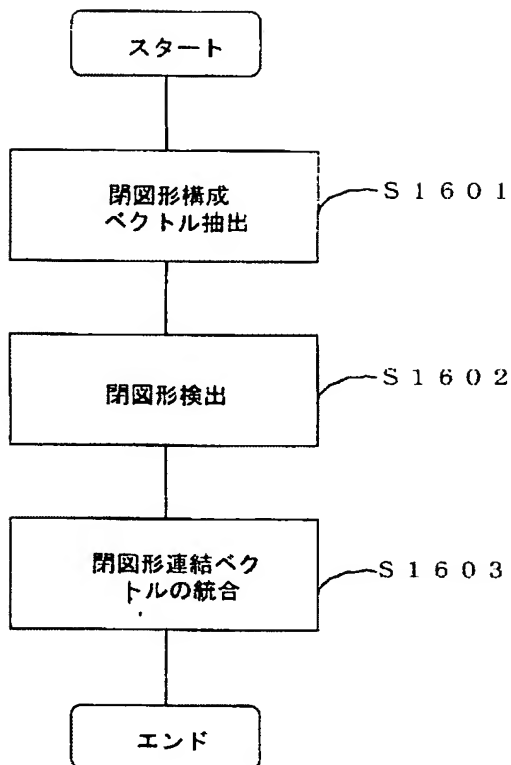 スタート
閉図形構成
ベクトル抽出
S1601
閉図形検出
S1602
閉図形連結ベク
トルの統合
S1603
エンド